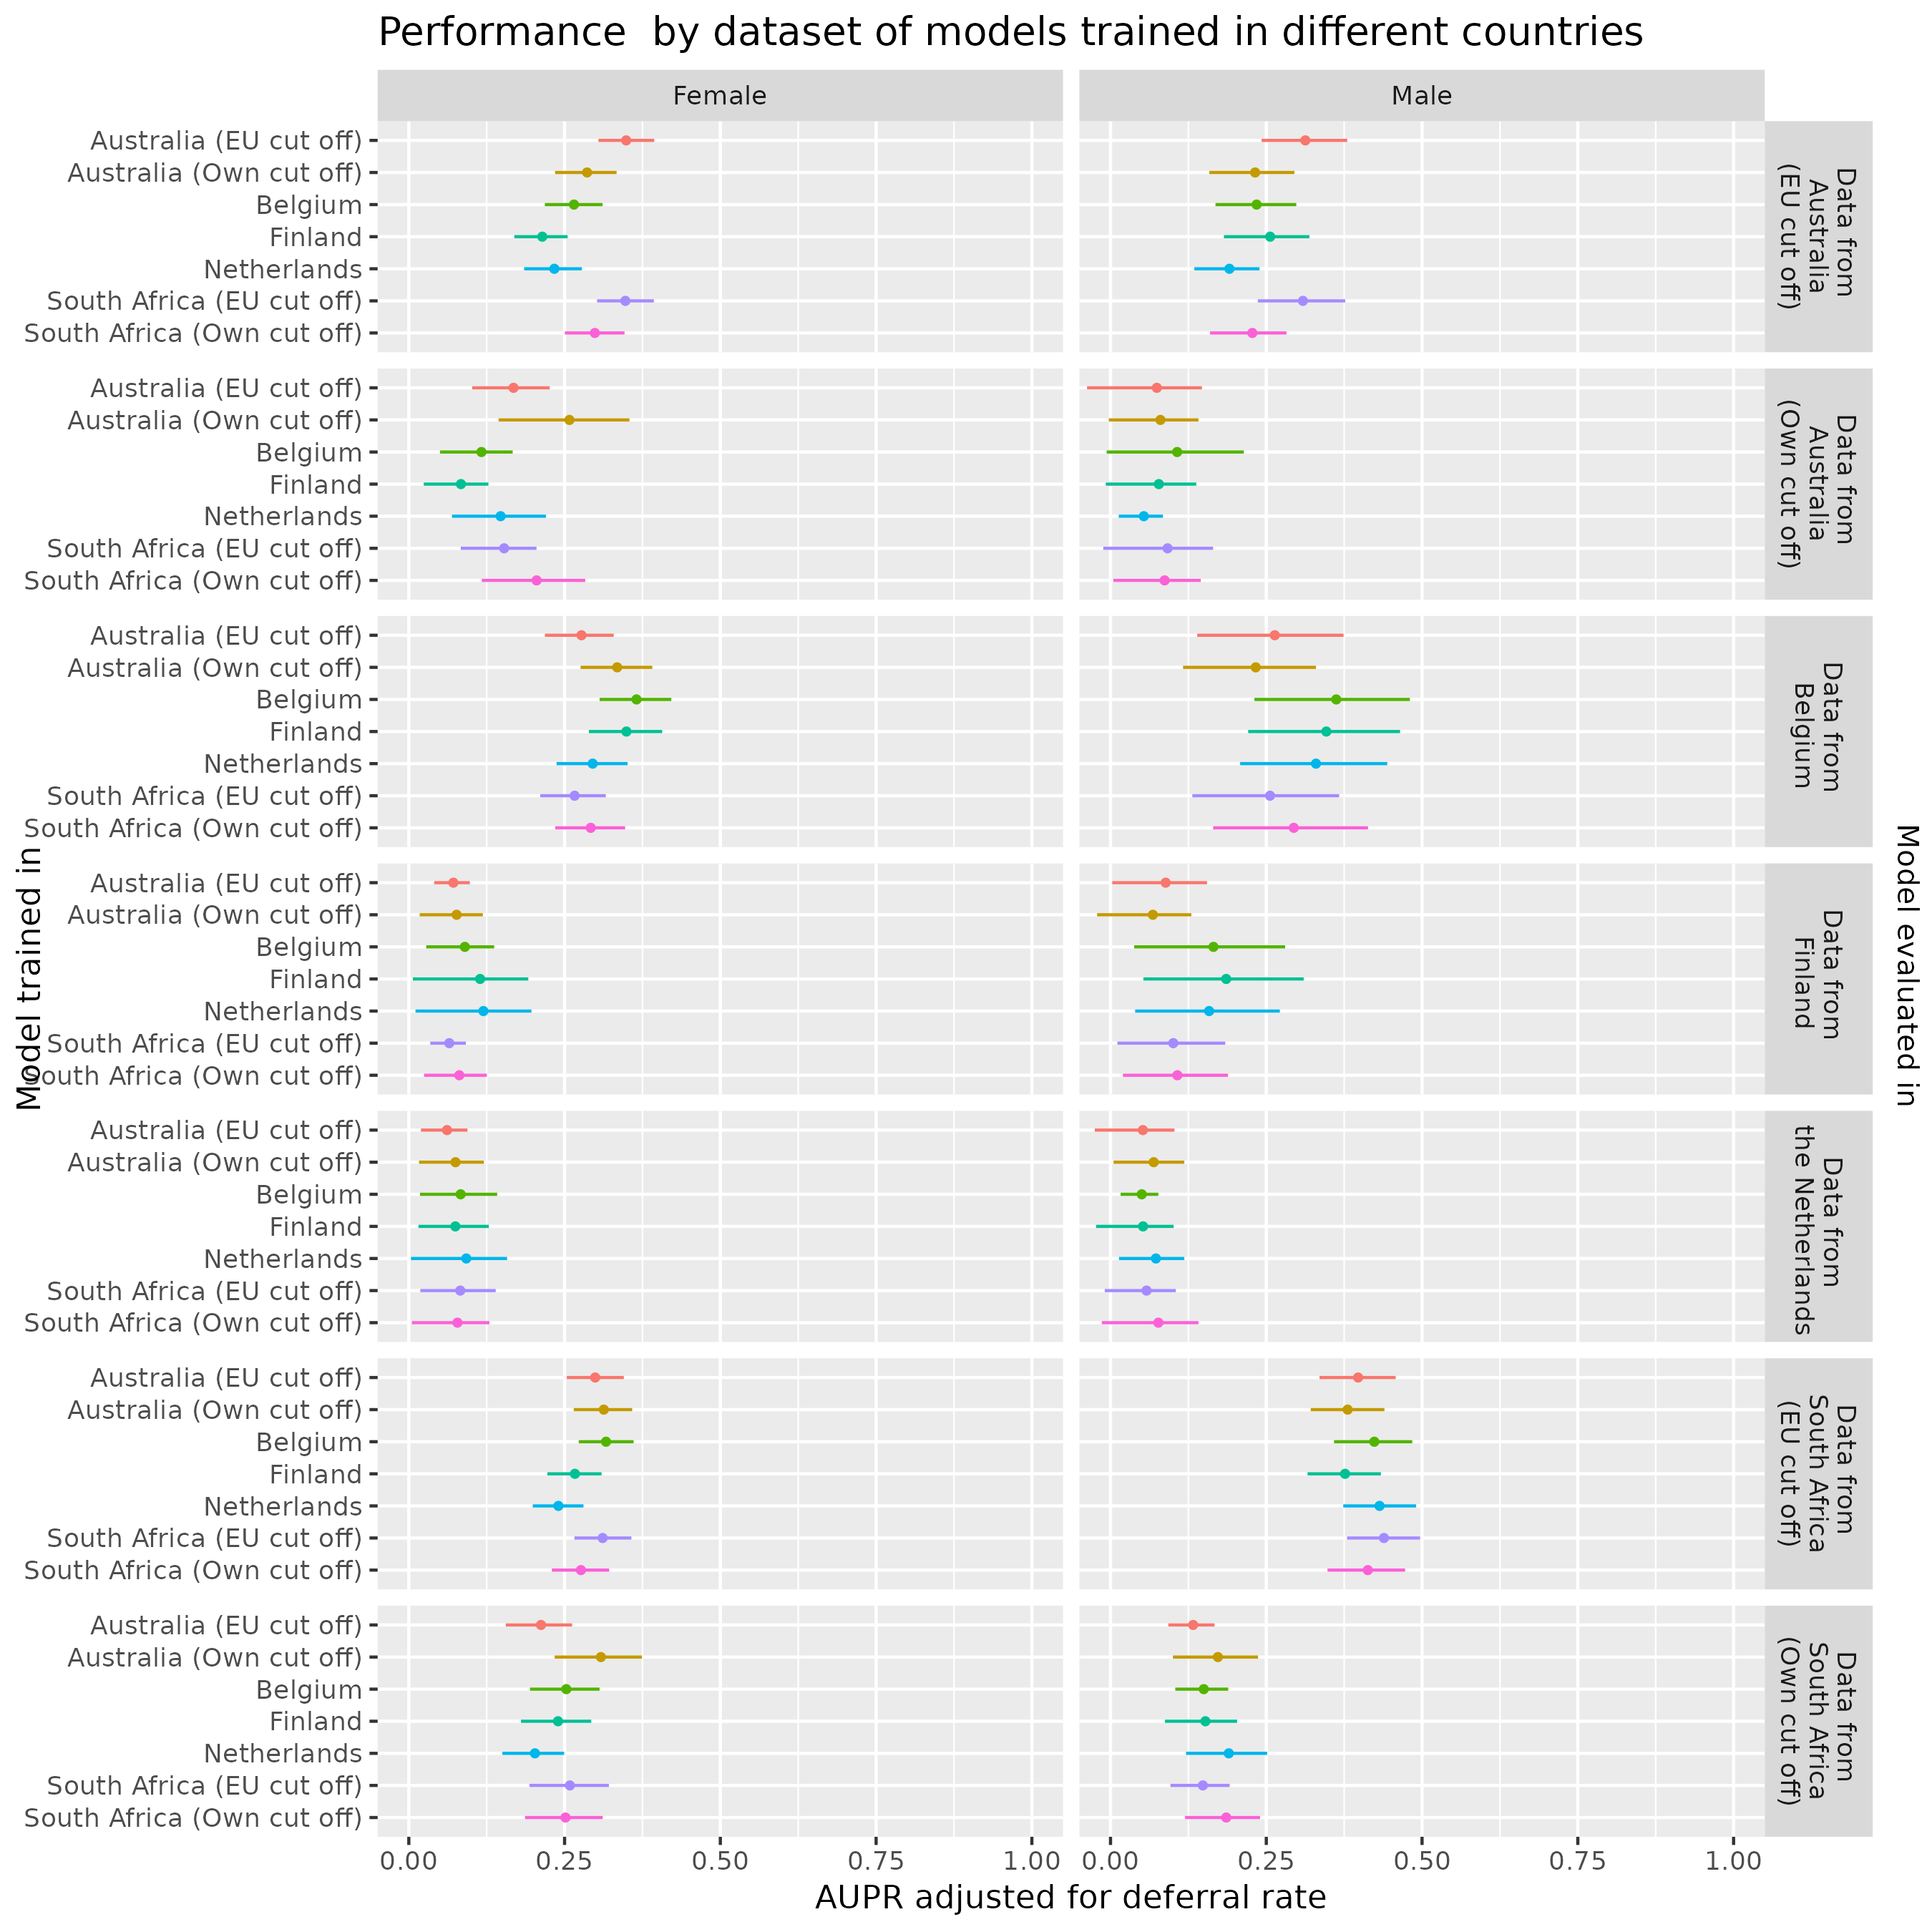 Performance  by dataset of models trained in different countries
Female
Male
Australia (EU cut off)
Australia (Own cut off)
Belgium
Finland
Netherlands
South Africa (EU cut off)
South Africa (Own cut off)
Data from
Australia
(EU cut off)
Australia (EU cut off)
Australia (Own cut off)
Belgium
Finland
Netherlands
South Africa (EU cut off)
South Africa (Own cut off)
Data from
Australia
(Own cut off)
Australia (EU cut off)
Australia (Own cut off)
Belgium
Finland
Netherlands
South Africa (EU cut off)
South Africa (Own cut off)
Data from
Belgium
Australia (EU cut off)
Australia (Own cut off)
Belgium
Finland
Netherlands
South Africa (EU cut off)
South Africa (Own cut off)
Data from
Finland
Australia (EU cut off)
Australia (Own cut off)
Belgium
Finland
Netherlands
South Africa (EU cut off)
South Africa (Own cut off)
Data from
the Netherlands
Australia (EU cut off)
Australia (Own cut off)
Belgium
Finland
Netherlands
South Africa (EU cut off)
South Africa (Own cut off)
Data from
South Africa
(EU cut off)
Australia (EU cut off)
Australia (Own cut off)
Belgium
Finland
Netherlands
South Africa (EU cut off)
South Africa (Own cut off)
Data from
South Africa
(Own cut off)
Model trained in
Model evaluated in
0.00 0.25 0.50 0.75 1.00
0.00 0.25 0.50 0.75 1.00
AUPR adjusted for deferral rate